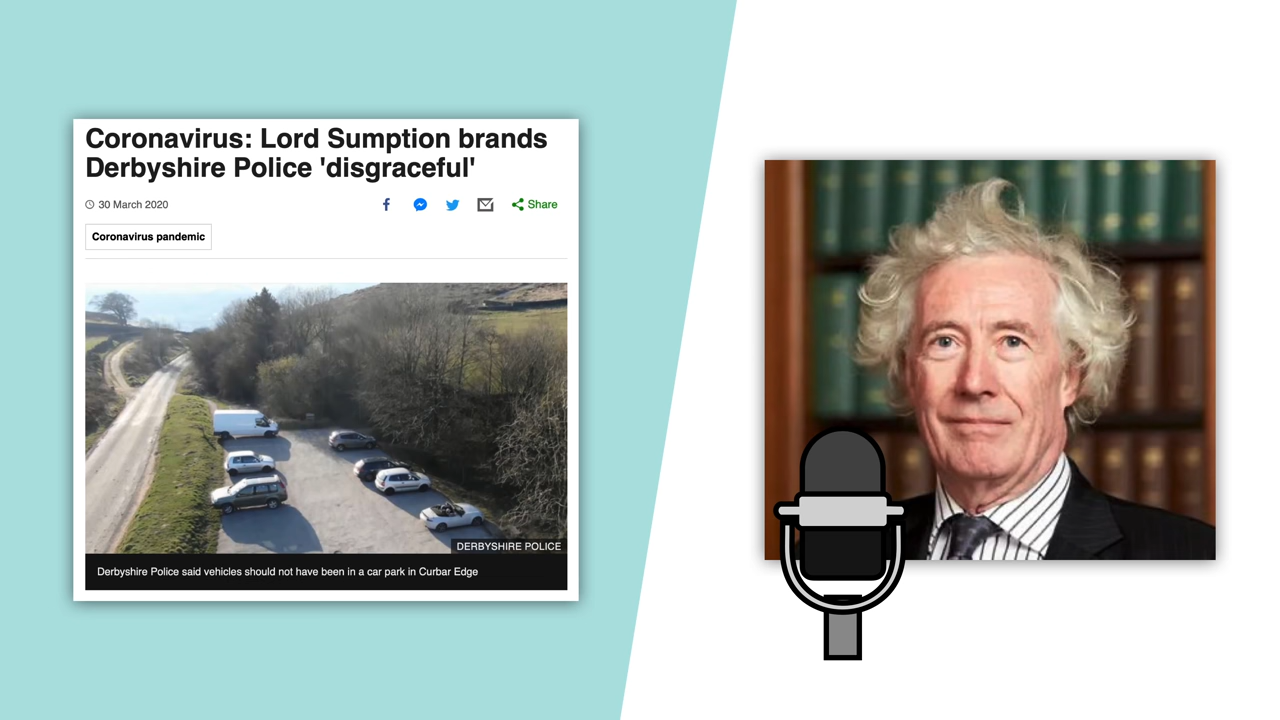 Coronavirus: Lord Sumption brands
Derbyshire Police 'disgraceful'
30 March 2020
Share
Coronavirus pandemic
DERBYSHIRE POLICE
Derbyshire Police said vehicles should not have been in a car park in Curbar Edge